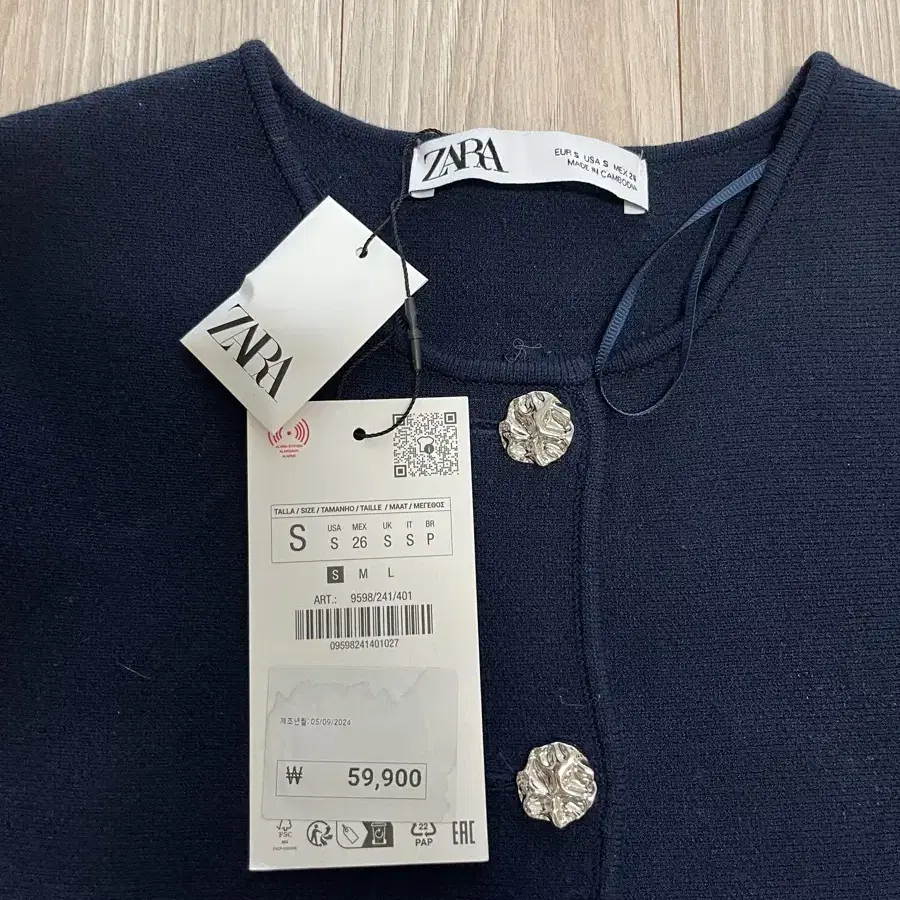 ZARA
EUR S USA S MEX 26
MADE IN CAMBODIA
ZARA
ALARM SYSTEM
TALLA / SIZE / TAMANHO / TAILLE / MAAT / ΜΕΓΕΘΟΣ
S
USA MEX UK IT BR
S 26 S S P
S M L
ART.: 9598/241/401
09598241401027
제조년월: 05/09/2024
₩ 59,900
FSC
22
PAP
EAC